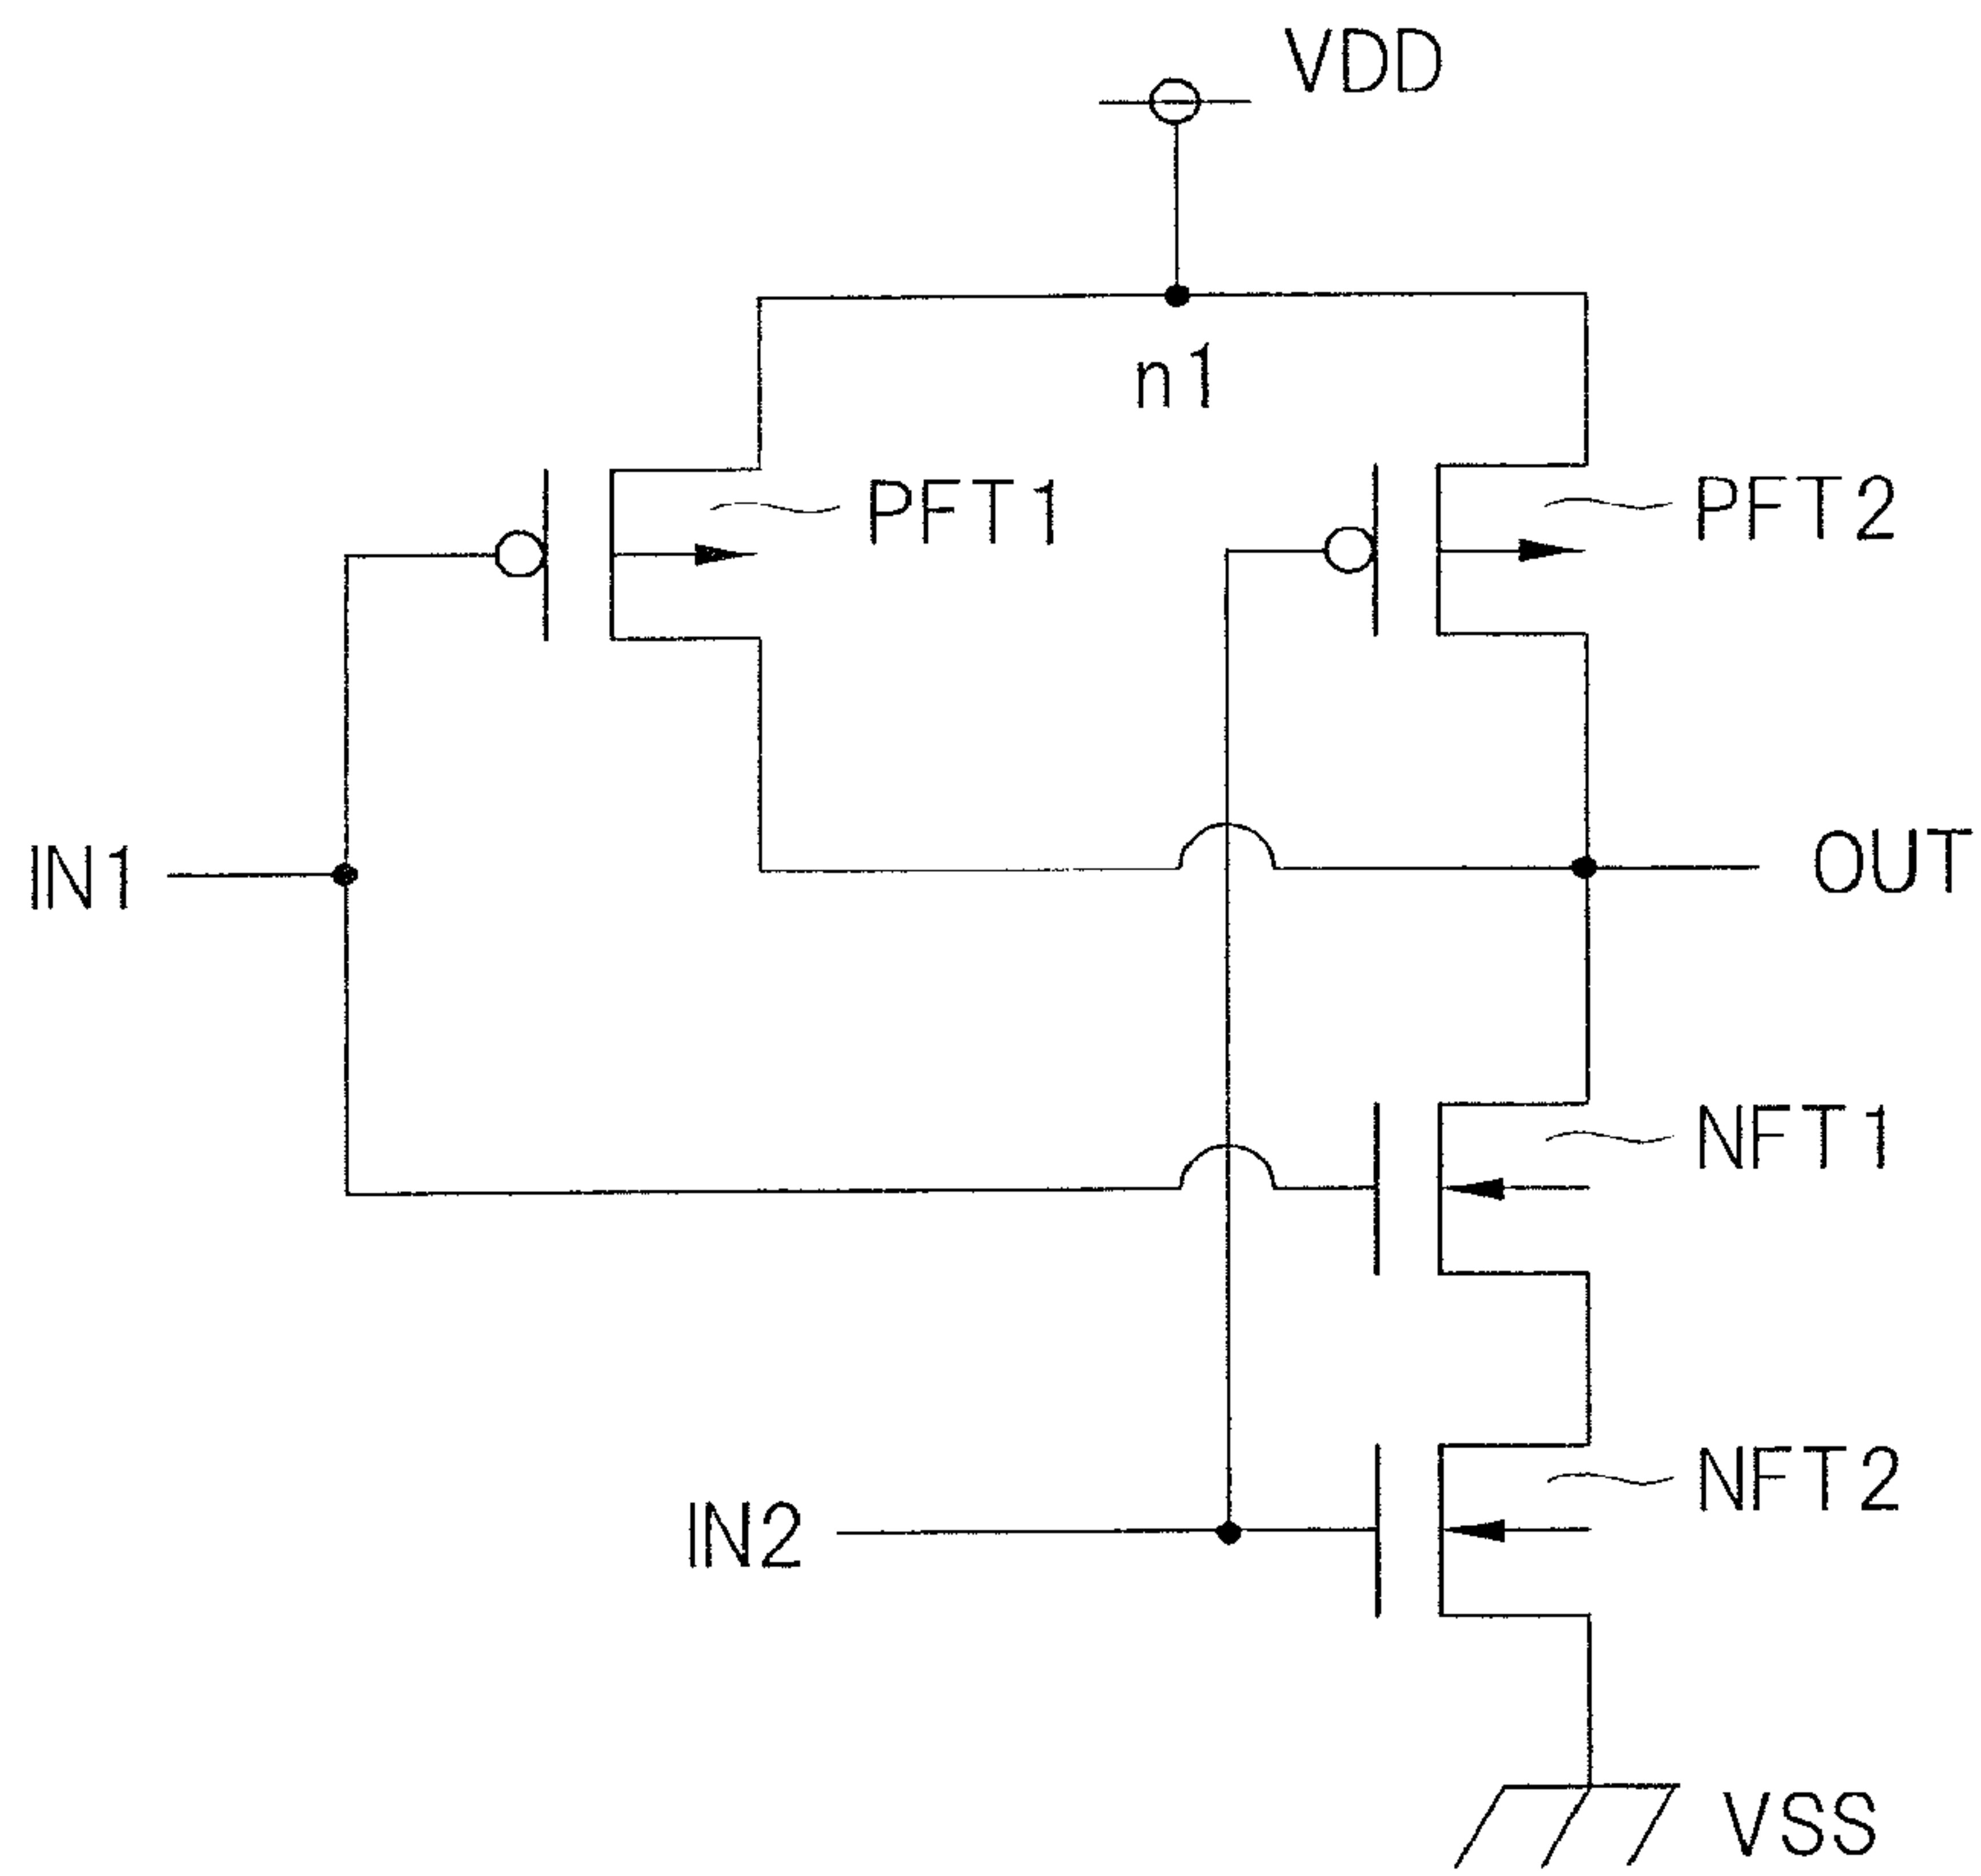 VDD
n1
PFT1
PFT2
IN1
OUT
NFT1
IN2
NFT2
VSS